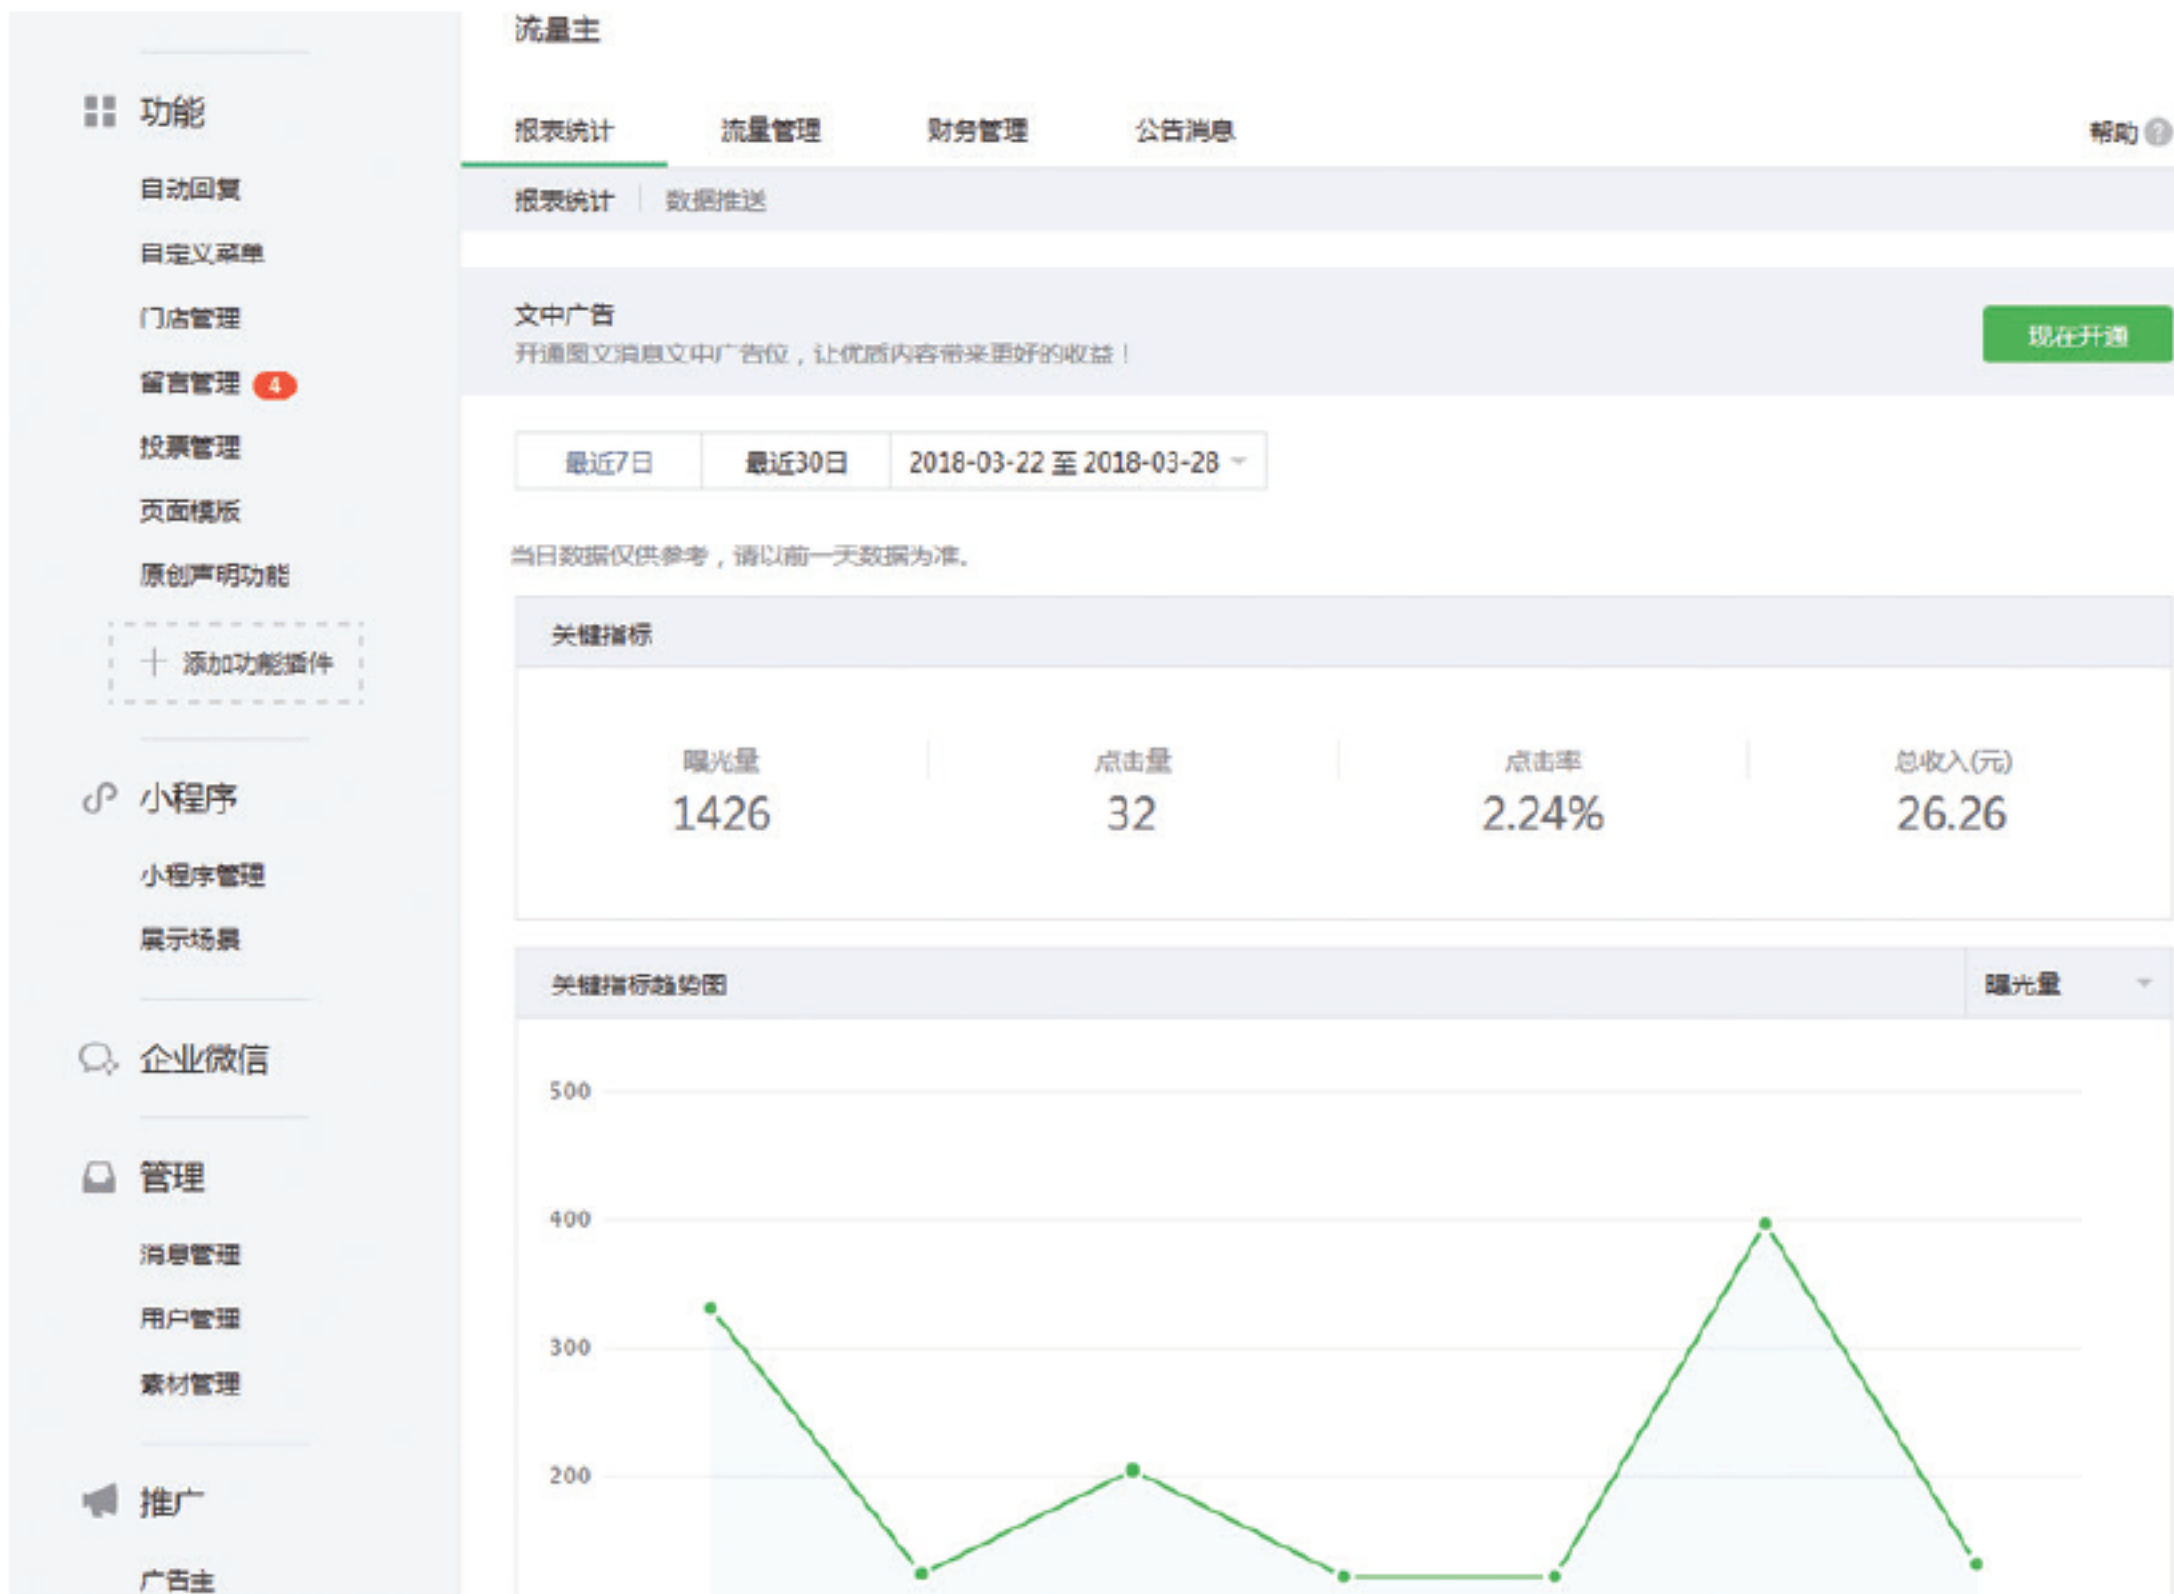 功能
自动回复
自定义菜单
门店管理
留言管理 4
投票管理
页面模版
原创声明功能
添加功能插件
小程序
小程序管理
展示场景
企业微信
管理
消息管理
用户管理
素材管理
推广
广告主
流量主
报表统计 流量管理 财务管理 公告消息 帮助 ?
报表统计 数据推送
文中广告
开通图文消息文中广告位，让优质内容带来更好的收益！
现在开通
最近7日 最近30日 2018-03-22 至 2018-03-28
当日数据仅供参考，请以前一天数据为准。
关键指标
曝光量 点击量 点击率 总收入(元)
1426 32 2.24% 26.26
关键指标趋势图 曝光量
500
400
300
200